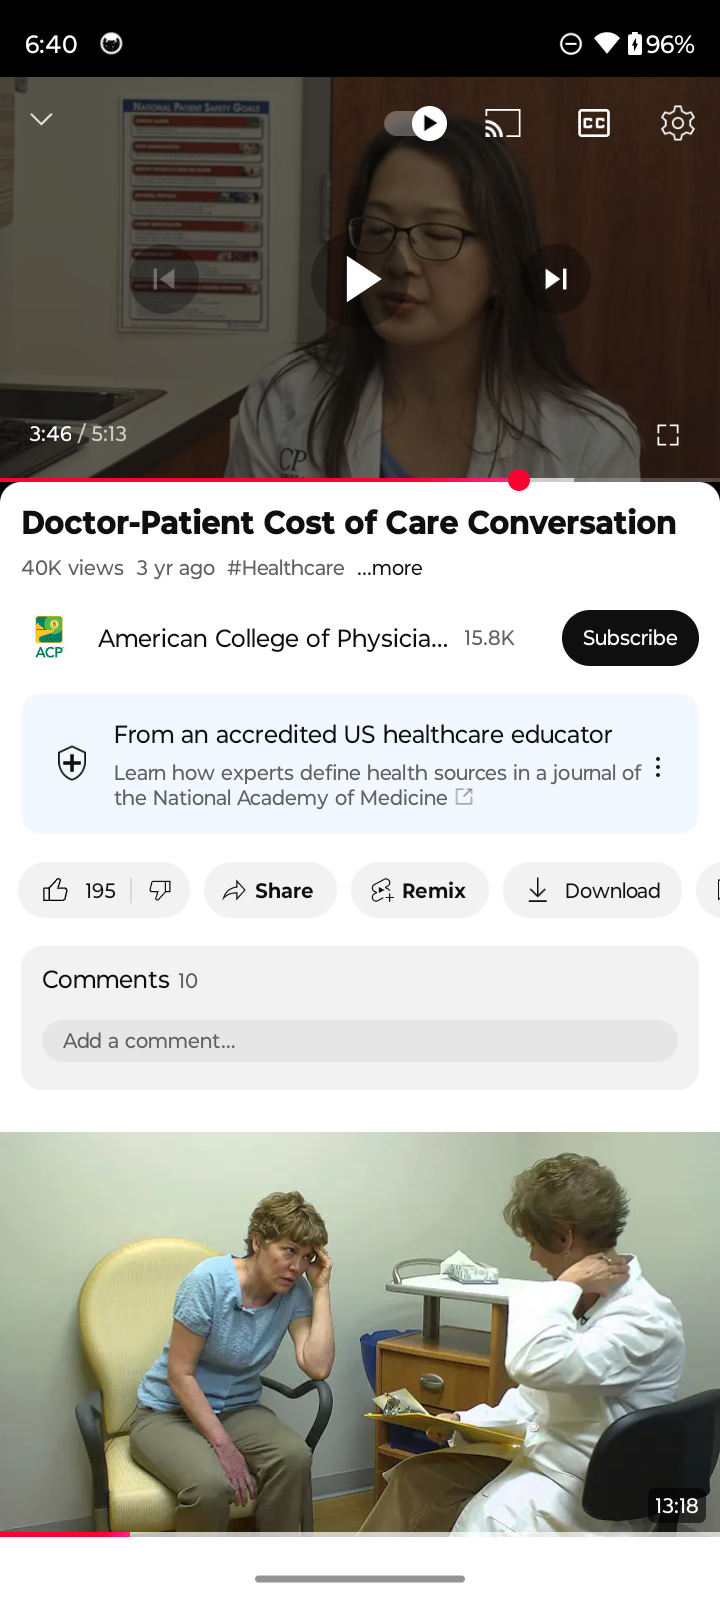 6:40
96%
NATIONAL PATIENT SAFETY GOALS
CC
3:46 / 5:13
CP
Doctor-Patient Cost of Care Conversation
40K views 3 yr ago #Healthcare ...more
ACP
American College of Physicia... 15.8K
Subscribe
From an accredited US healthcare educator
Learn how experts define health sources in a journal of
the National Academy of Medicine
195
Share
Remix
Download
Comments 10
Add a comment...
13:18